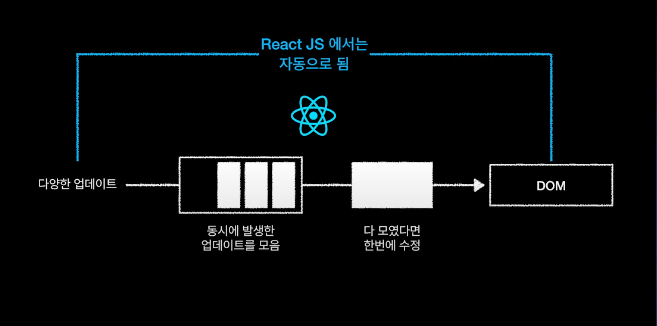 React JS 에서는
자동으로 됨
다양한 업데이트
DOM
동시에 발생한
업데이트를 모음
다 모였다면
한번에 수정